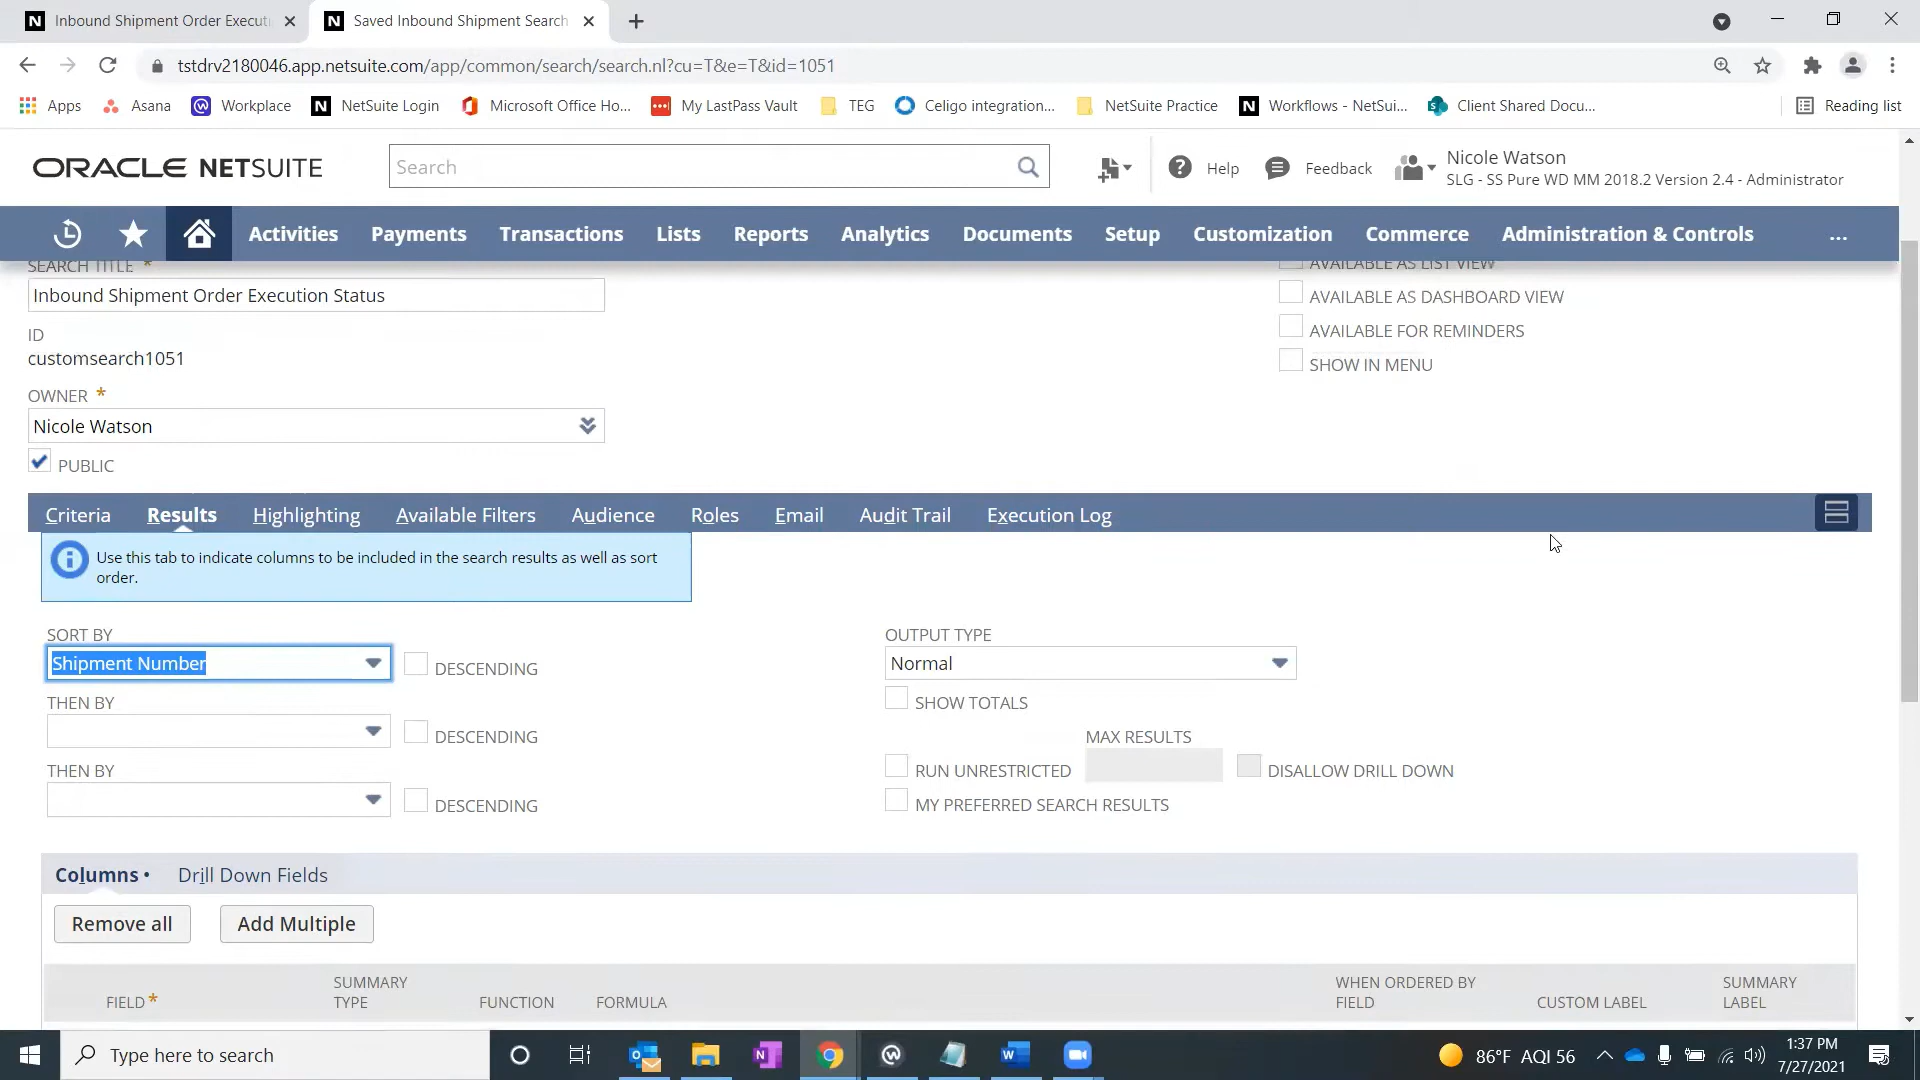 Inbound Shipment Order Executi
Saved Inbound Shipment Search
tstdrv2180046.app.netsuite.com/app/common/search/search.nl?cu=T&e=T&id=1051
Apps
Asana
Workplace
NetSuite Login
Microsoft Office Ho...
My LastPass Vault
TEG
Celigo integration...
NetSuite Practice
Workflows - NetSui...
Client Shared Docu...
Reading list
ORACLE NETSUITE
Search
Help
Feedback
Nicole Watson
SLG - SS Pure WD MM 2018.2 Version 2.4 - Administrator
Activities
Payments
Transactions
Lists
Reports
Analytics
Documents
Setup
Customization
Commerce
Administration & Controls
...
SEARCH TITLE *
Inbound Shipment Order Execution Status
ID
customsearch1051
OWNER *
Nicole Watson
PUBLIC
AVAILABLE AS LIST VIEW
AVAILABLE AS DASHBOARD VIEW
AVAILABLE FOR REMINDERS
SHOW IN MENU
Criteria
Results
Highlighting
Available Filters
Audience
Roles
Email
Audit Trail
Execution Log
Use this tab to indicate columns to be included in the search results as well as sort
order.
SORT BY
Shipment Number
DESCENDING
THEN BY
DESCENDING
THEN BY
DESCENDING
OUTPUT TYPE
Normal
SHOW TOTALS
MAX RESULTS
RUN UNRESTRICTED
DISALLOW DRILL DOWN
MY PREFERRED SEARCH RESULTS
Columns •
Drill Down Fields
Remove all
Add Multiple
FIELD *
SUMMARY
TYPE
FUNCTION
FORMULA
WHEN ORDERED BY
FIELD
CUSTOM LABEL
SUMMARY
LABEL
Type here to search
86°F AQI 56
1:37 PM
7/27/2021